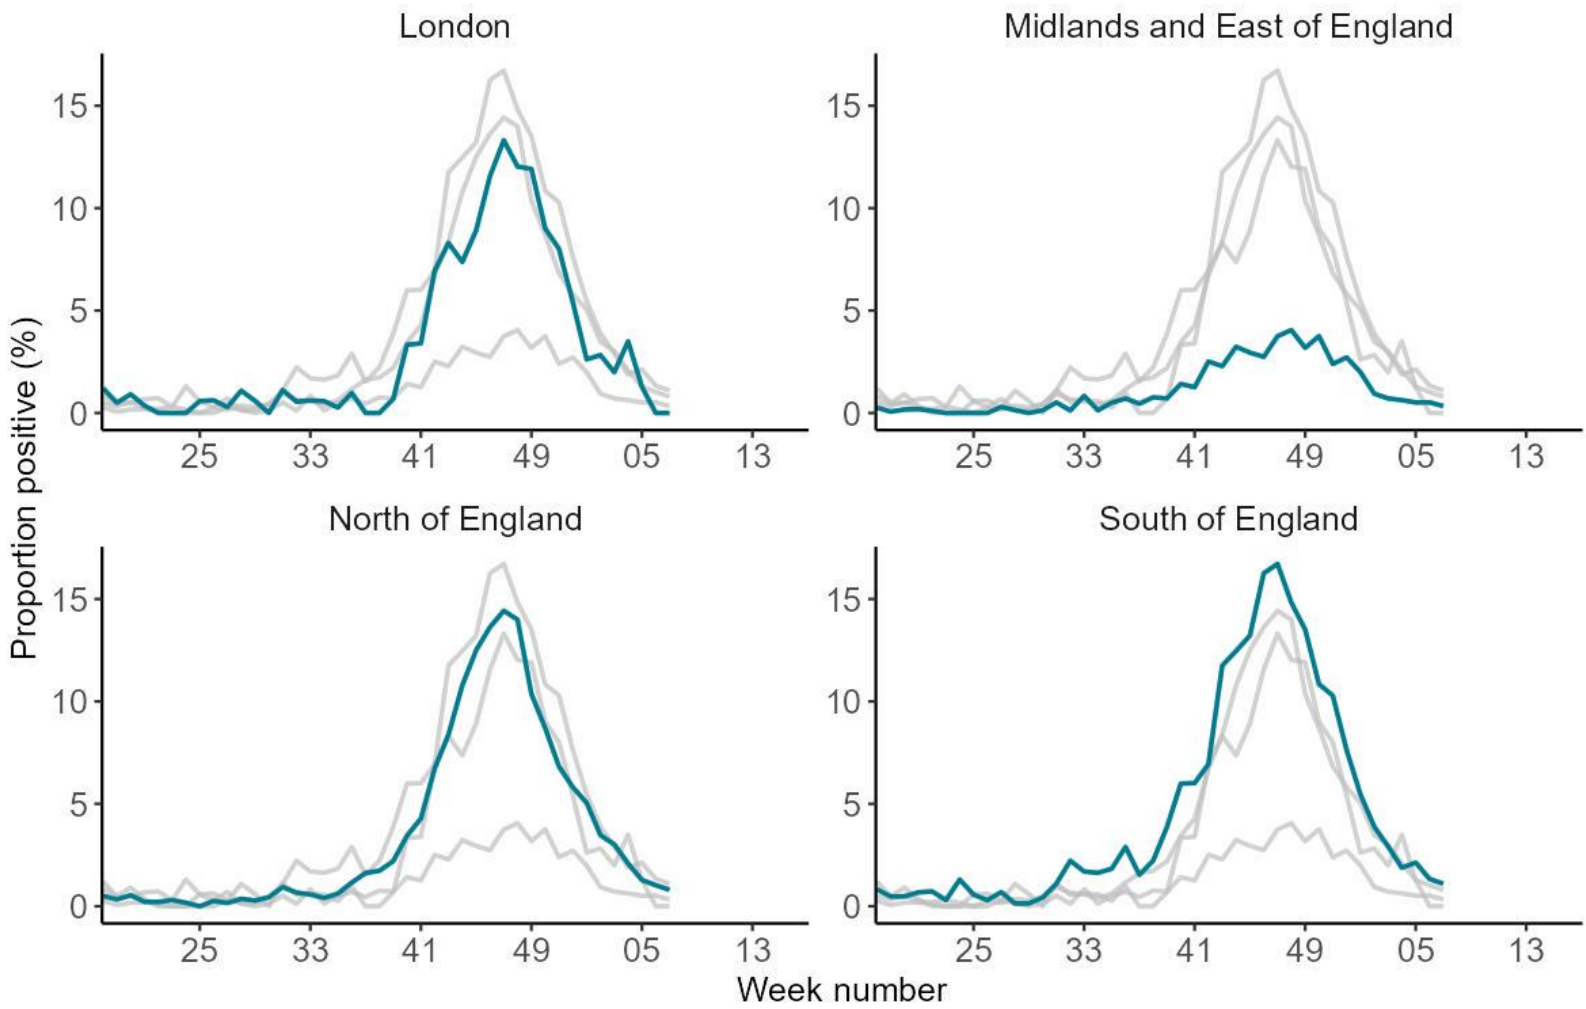 London
Midlands and East of England
15
10
5
0
25 33 41 49 05 13
15
10
5
0
25 33 41 49 05 13
North of England
South of England
15
10
5
0
25 33 41 49 05 13
15
10
5
0
25 33 41 49 05 13
Proportion positive (%)
Week number